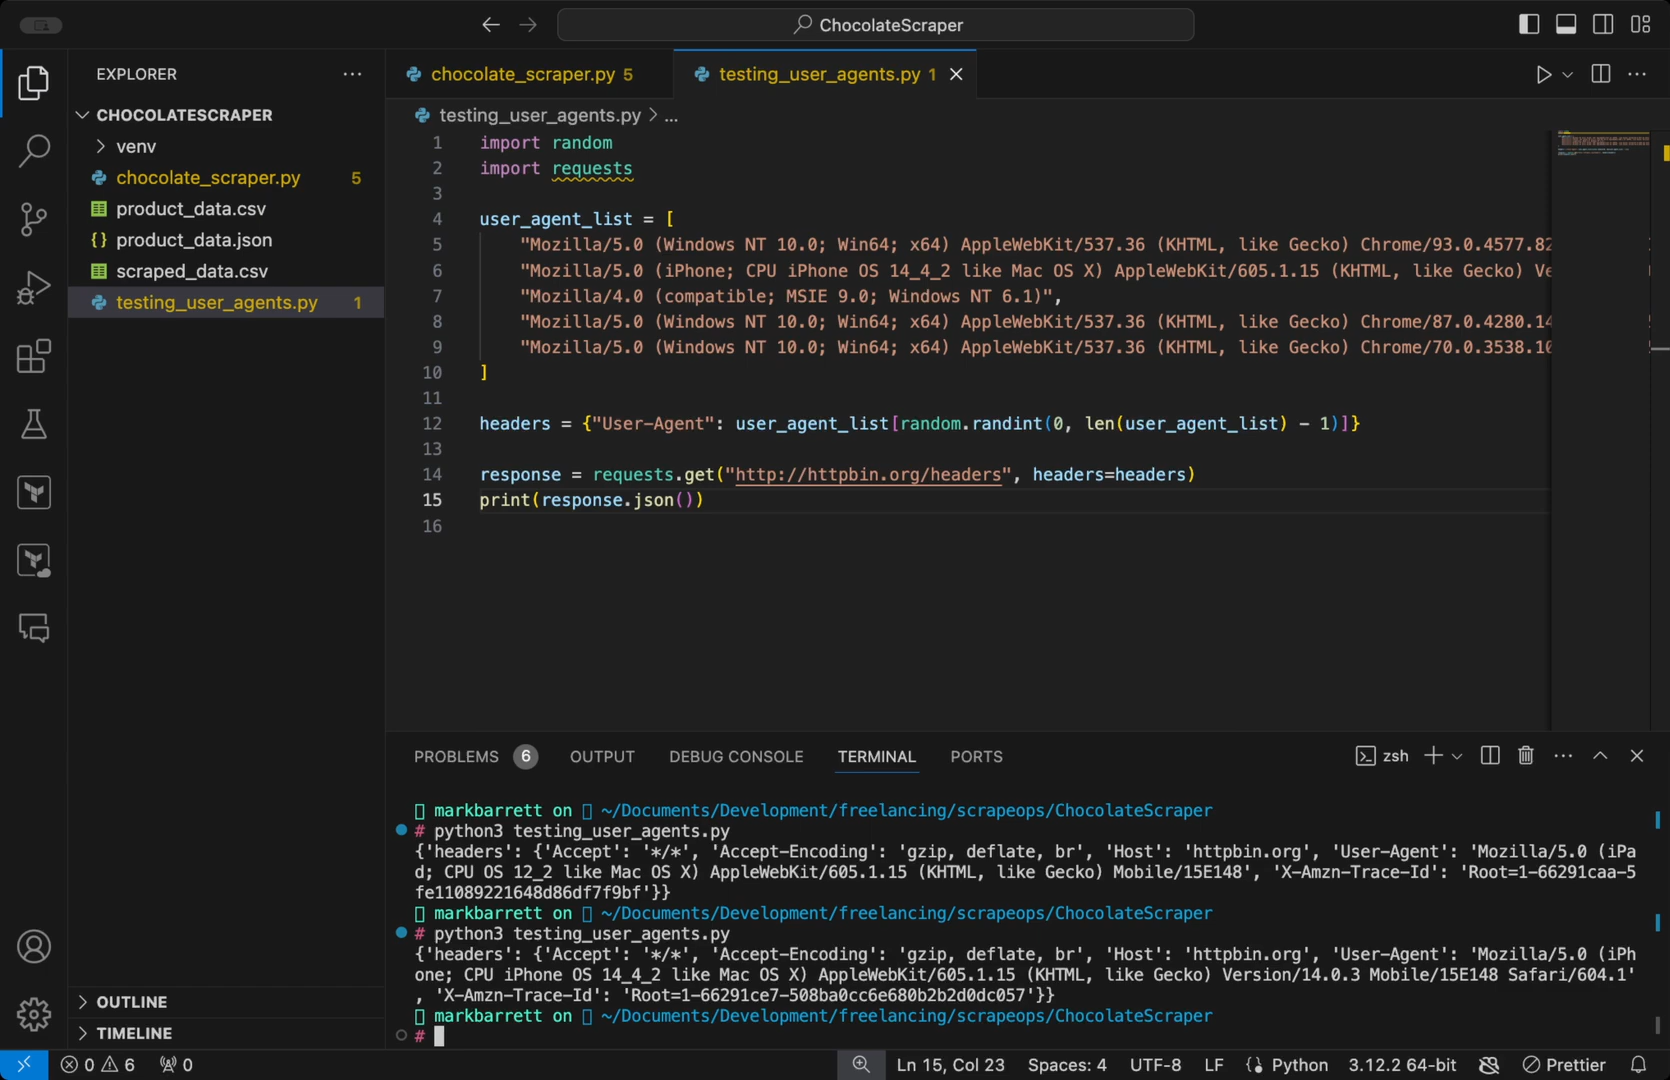 ChocolateScraper
EXPLORER
CHOCOLATESCRAPER
venv
chocolate_scraper.py 5
product_data.csv
product_data.json
scraped_data.csv
testing_user_agents.py 1
OUTLINE
TIMELINE
chocolate_scraper.py 5
testing_user_agents.py 1
testing_user_agents.py > ...
1 import random
2 import requests
3
4 user_agent_list = [
5 "Mozilla/5.0 (Windows NT 10.0; Win64; x64) AppleWebKit/537.36 (KHTML, like Gecko) Chrome/93.0.4577.82
6 "Mozilla/5.0 (iPhone; CPU iPhone OS 14_4_2 like Mac OS X) AppleWebKit/605.1.15 (KHTML, like Gecko) Ve
7 "Mozilla/4.0 (compatible; MSIE 9.0; Windows NT 6.1)",
8 "Mozilla/5.0 (Windows NT 10.0; Win64; x64) AppleWebKit/537.36 (KHTML, like Gecko) Chrome/87.0.4280.14
9 "Mozilla/5.0 (Windows NT 10.0; Win64; x64) AppleWebKit/537.36 (KHTML, like Gecko) Chrome/70.0.3538.10
10 ]
11
12 headers = {"User-Agent": user_agent_list[random.randint(0, len(user_agent_list) - 1)]}
13
14 response = requests.get("http://httpbin.org/headers", headers=headers)
15 print(response.json())
16
PROBLEMS 6 OUTPUT DEBUG CONSOLE TERMINAL PORTS
zsh
markbarrett on ~/Documents/Development/freelancing/scrapeops/ChocolateScraper
# python3 testing_user_agents.py
{'headers': {'Accept': '*/*', 'Accept-Encoding': 'gzip, deflate, br', 'Host': 'httpbin.org', 'User-Agent': 'Mozilla/5.0 (iPa
d; CPU OS 12_2 like Mac OS X) AppleWebKit/605.1.15 (KHTML, like Gecko) Mobile/15E148', 'X-Amzn-Trace-Id': 'Root=1-66291caa-5
fe11089221648d86df7f9bf'}}
markbarrett on ~/Documents/Development/freelancing/scrapeops/ChocolateScraper
# python3 testing_user_agents.py
{'headers': {'Accept': '*/*', 'Accept-Encoding': 'gzip, deflate, br', 'Host': 'httpbin.org', 'User-Agent': 'Mozilla/5.0 (iPh
one; CPU iPhone OS 14_4_2 like Mac OS X) AppleWebKit/605.1.15 (KHTML, like Gecko) Version/14.0.3 Mobile/15E148 Safari/604.1'
, 'X-Amzn-Trace-Id': 'Root=1-66291ce7-508ba0cc6e680b2b2d0dc057'}}
markbarrett on ~/Documents/Development/freelancing/scrapeops/ChocolateScraper
#
0 6 0 Ln 15, Col 23 Spaces: 4 UTF-8 LF Python 3.12.2 64-bit Prettier